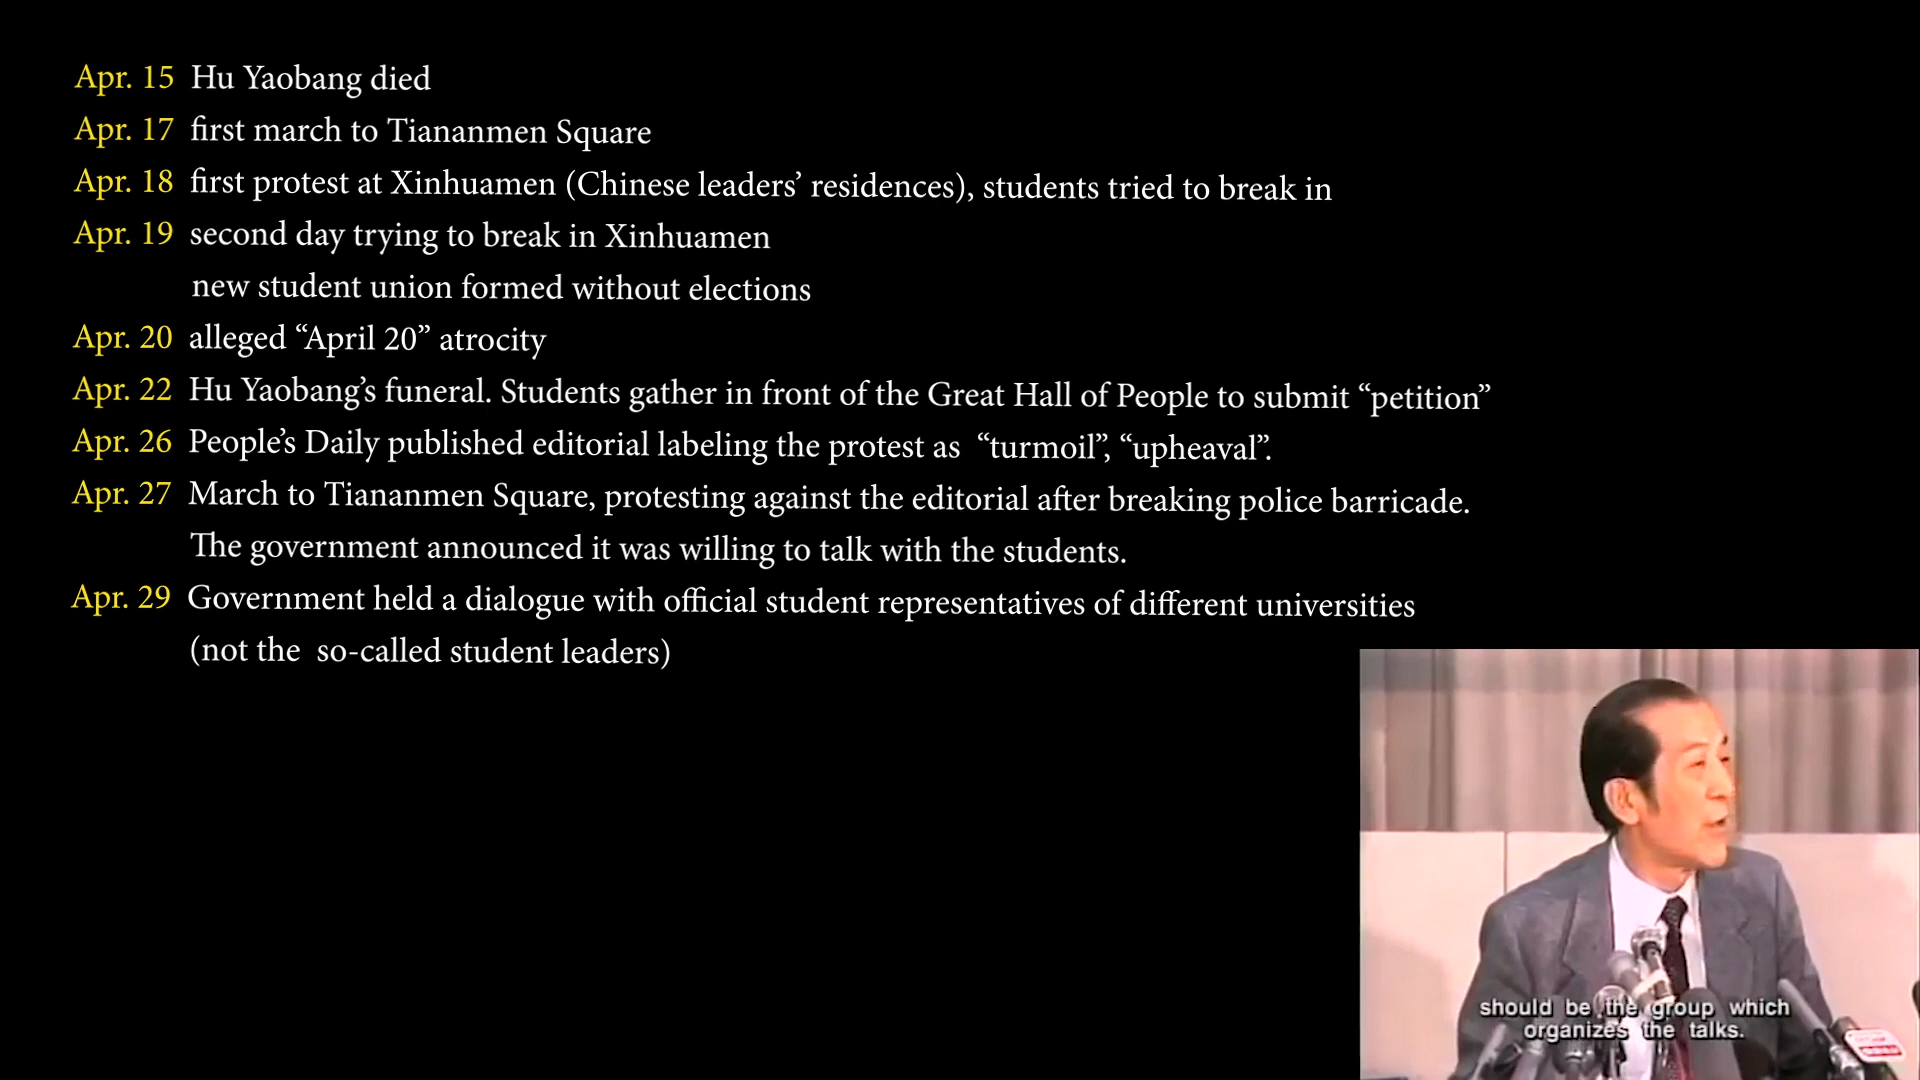 Apr. 15 Hu Yaobang died
Apr. 17 first march to Tiananmen Square
Apr. 18 first protest at Xinhuamen (Chinese leaders’ residences), students tried to break in
Apr. 19 second day trying to break in Xinhuamen
new student union formed without elections
Apr. 20 alleged “April 20” atrocity
Apr. 22 Hu Yaobang’s funeral. Students gather in front of the Great Hall of People to submit “petition”
Apr. 26 People’s Daily published editorial labeling the protest as “turmoil”, “upheaval”.
Apr. 27 March to Tiananmen Square, protesting against the editorial after breaking police barricade.
The government announced it was willing to talk with the students.
Apr. 29 Government held a dialogue with official student representatives of different universities
(not the so-called student leaders)
should be the group which
organizes the talks.